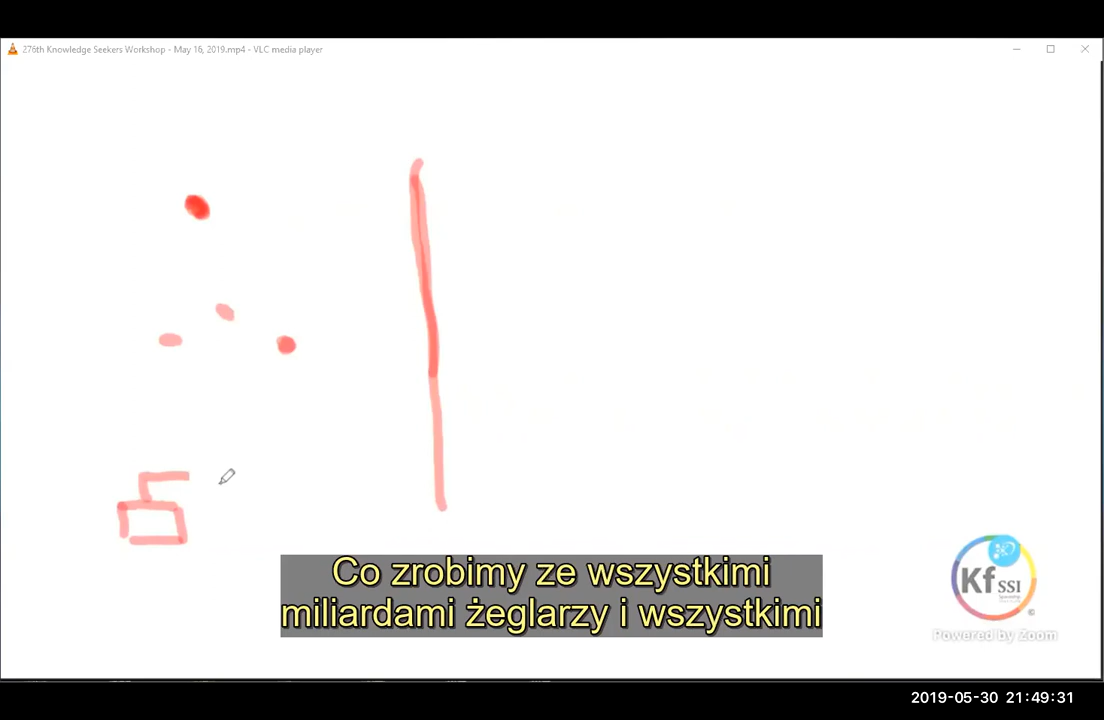 276th Knowledge Seekers Workshop - May 16, 2019.mp4 - VLC media player
Co zrobimy ze wszystkimi
miliardami żeglarzy i wszystkimi
Kf SSI
Powered by Zoom
2019-05-30 21:49:31